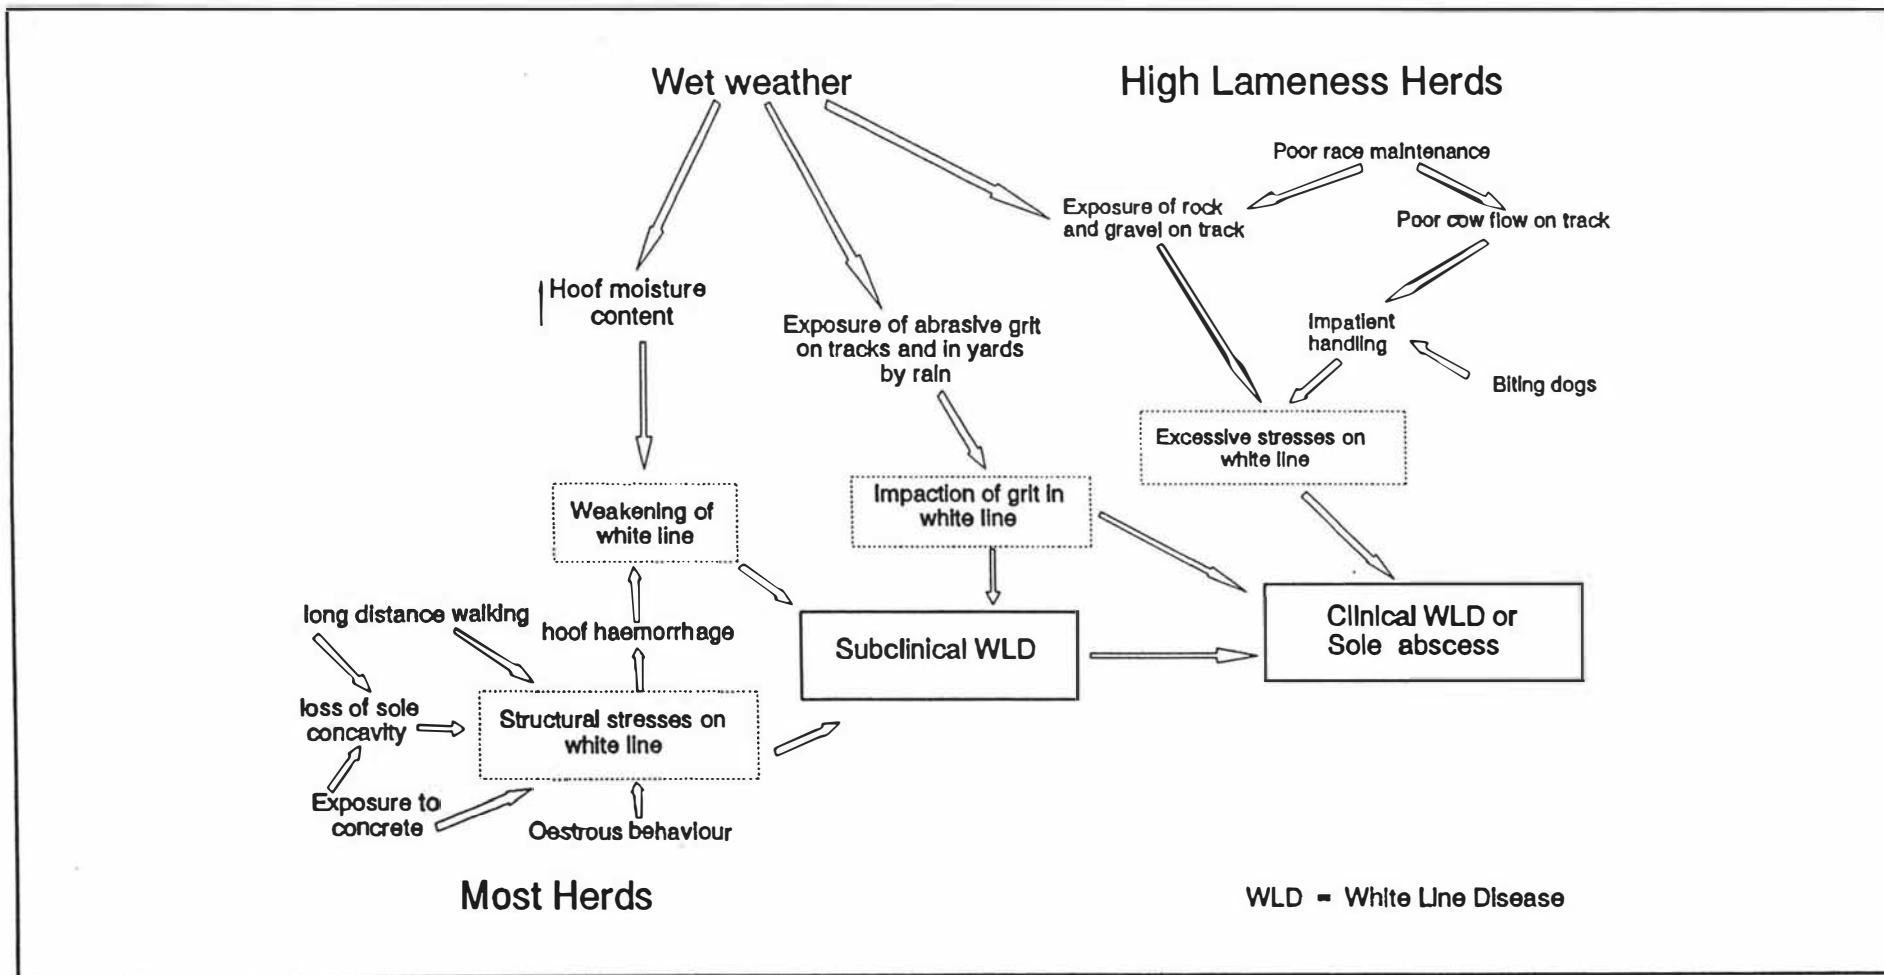 Wet weather
High Lameness Herds
Poor race maintenance
Exposure of rock
and gravel on track
Poor cow flow on track
Hoof moisture
content
Exposure of abrasive grit
on tracks and in yards
by rain
Impatient
handling
Biting dogs
Excessive stresses on
white line
Weakening of
white line
Impaction of grit in
white line
long distance walking
hoof haemorrhage
Subclinical WLD
Clinical WLD or
Sole abscess
loss of sole
concavity
Structural stresses on
white line
Exposure to
concrete
Oestrous behaviour
Most Herds
WLD = White Line Disease